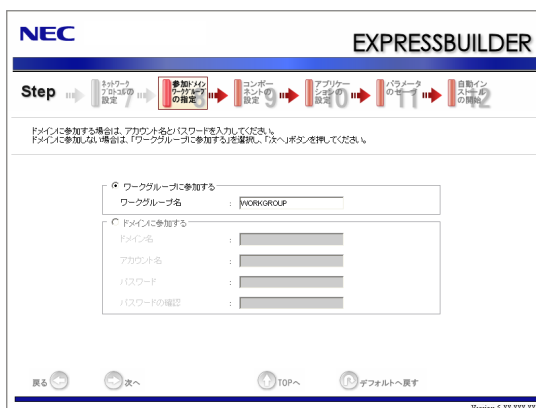 NEC
EXPRESSBUILDER
Step
ネットワーク
プロトコルの
設定 7
参加ドメイン
ワークグループ
の指定 8
コンポー
ネントの
設定 9
アプリケー
ションの
設定 10
パラメータ
のセーブ 11
自動イン
ストール
の開始 12
ドメインに参加する場合は、アカウント名とパスワードを入力してください。
ドメインに参加しない場合は、「ワークグループに参加する」を選択し、「次へ」ボタンを押してください。
ワークグループに参加する
ワークグループ名 : WORKGROUP
ドメインに参加する
ドメイン名 :
アカウント名 :
パスワード :
パスワードの確認 :
戻る
次へ
TOPへ
デフォルトへ戻す